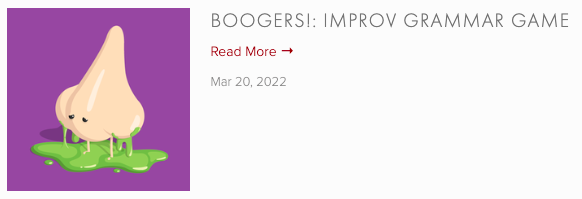 BOOGERS!: IMPROV GRAMMAR GAME
Read More →
Mar 20, 2022